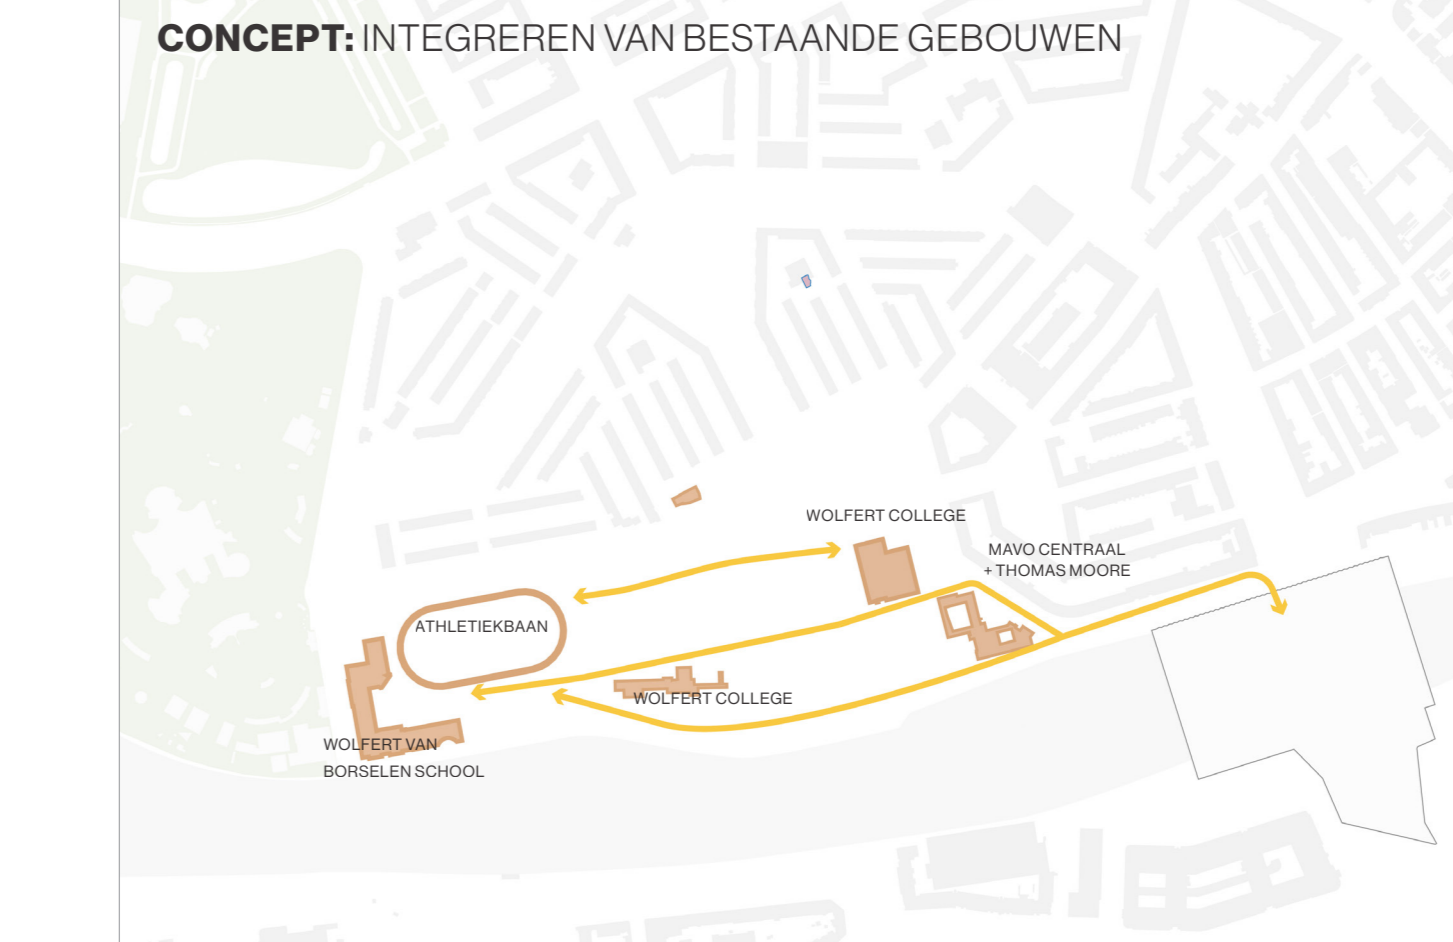 CONCEPT: INTEGREREN VAN BESTAANDE GEBOUWEN
WOLFERT COLLEGE
MAVO CENTRAAL
+ THOMAS MOORE
ATHLETIEKBAAN
WOLFERT COLLEGE
WOLFERT VAN
BORSELEN SCHOOL